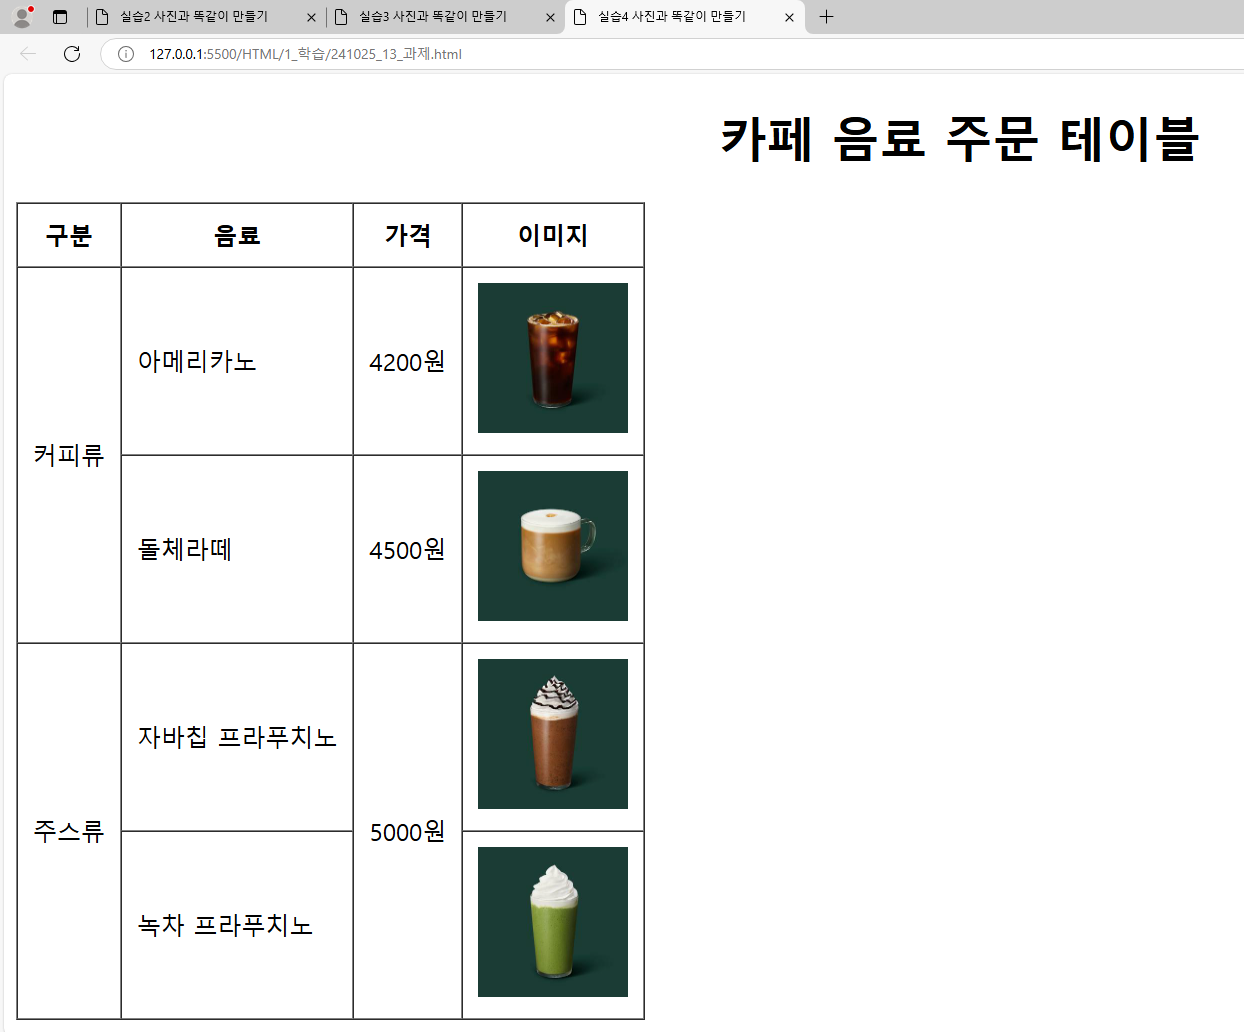 실습2 사진과 똑같이 만들기
실습3 사진과 똑같이 만들기
실습4 사진과 똑같이 만들기
127.0.0.1:5500/HTML/1_학습/241025_13_과제.html
카페 음료 주문 테이블
구분 음료 가격 이미지
커피류 아메리카노 4200원
돌체라떼 4500원
주스류 자바칩 프라푸치노 5000원
녹차 프라푸치노